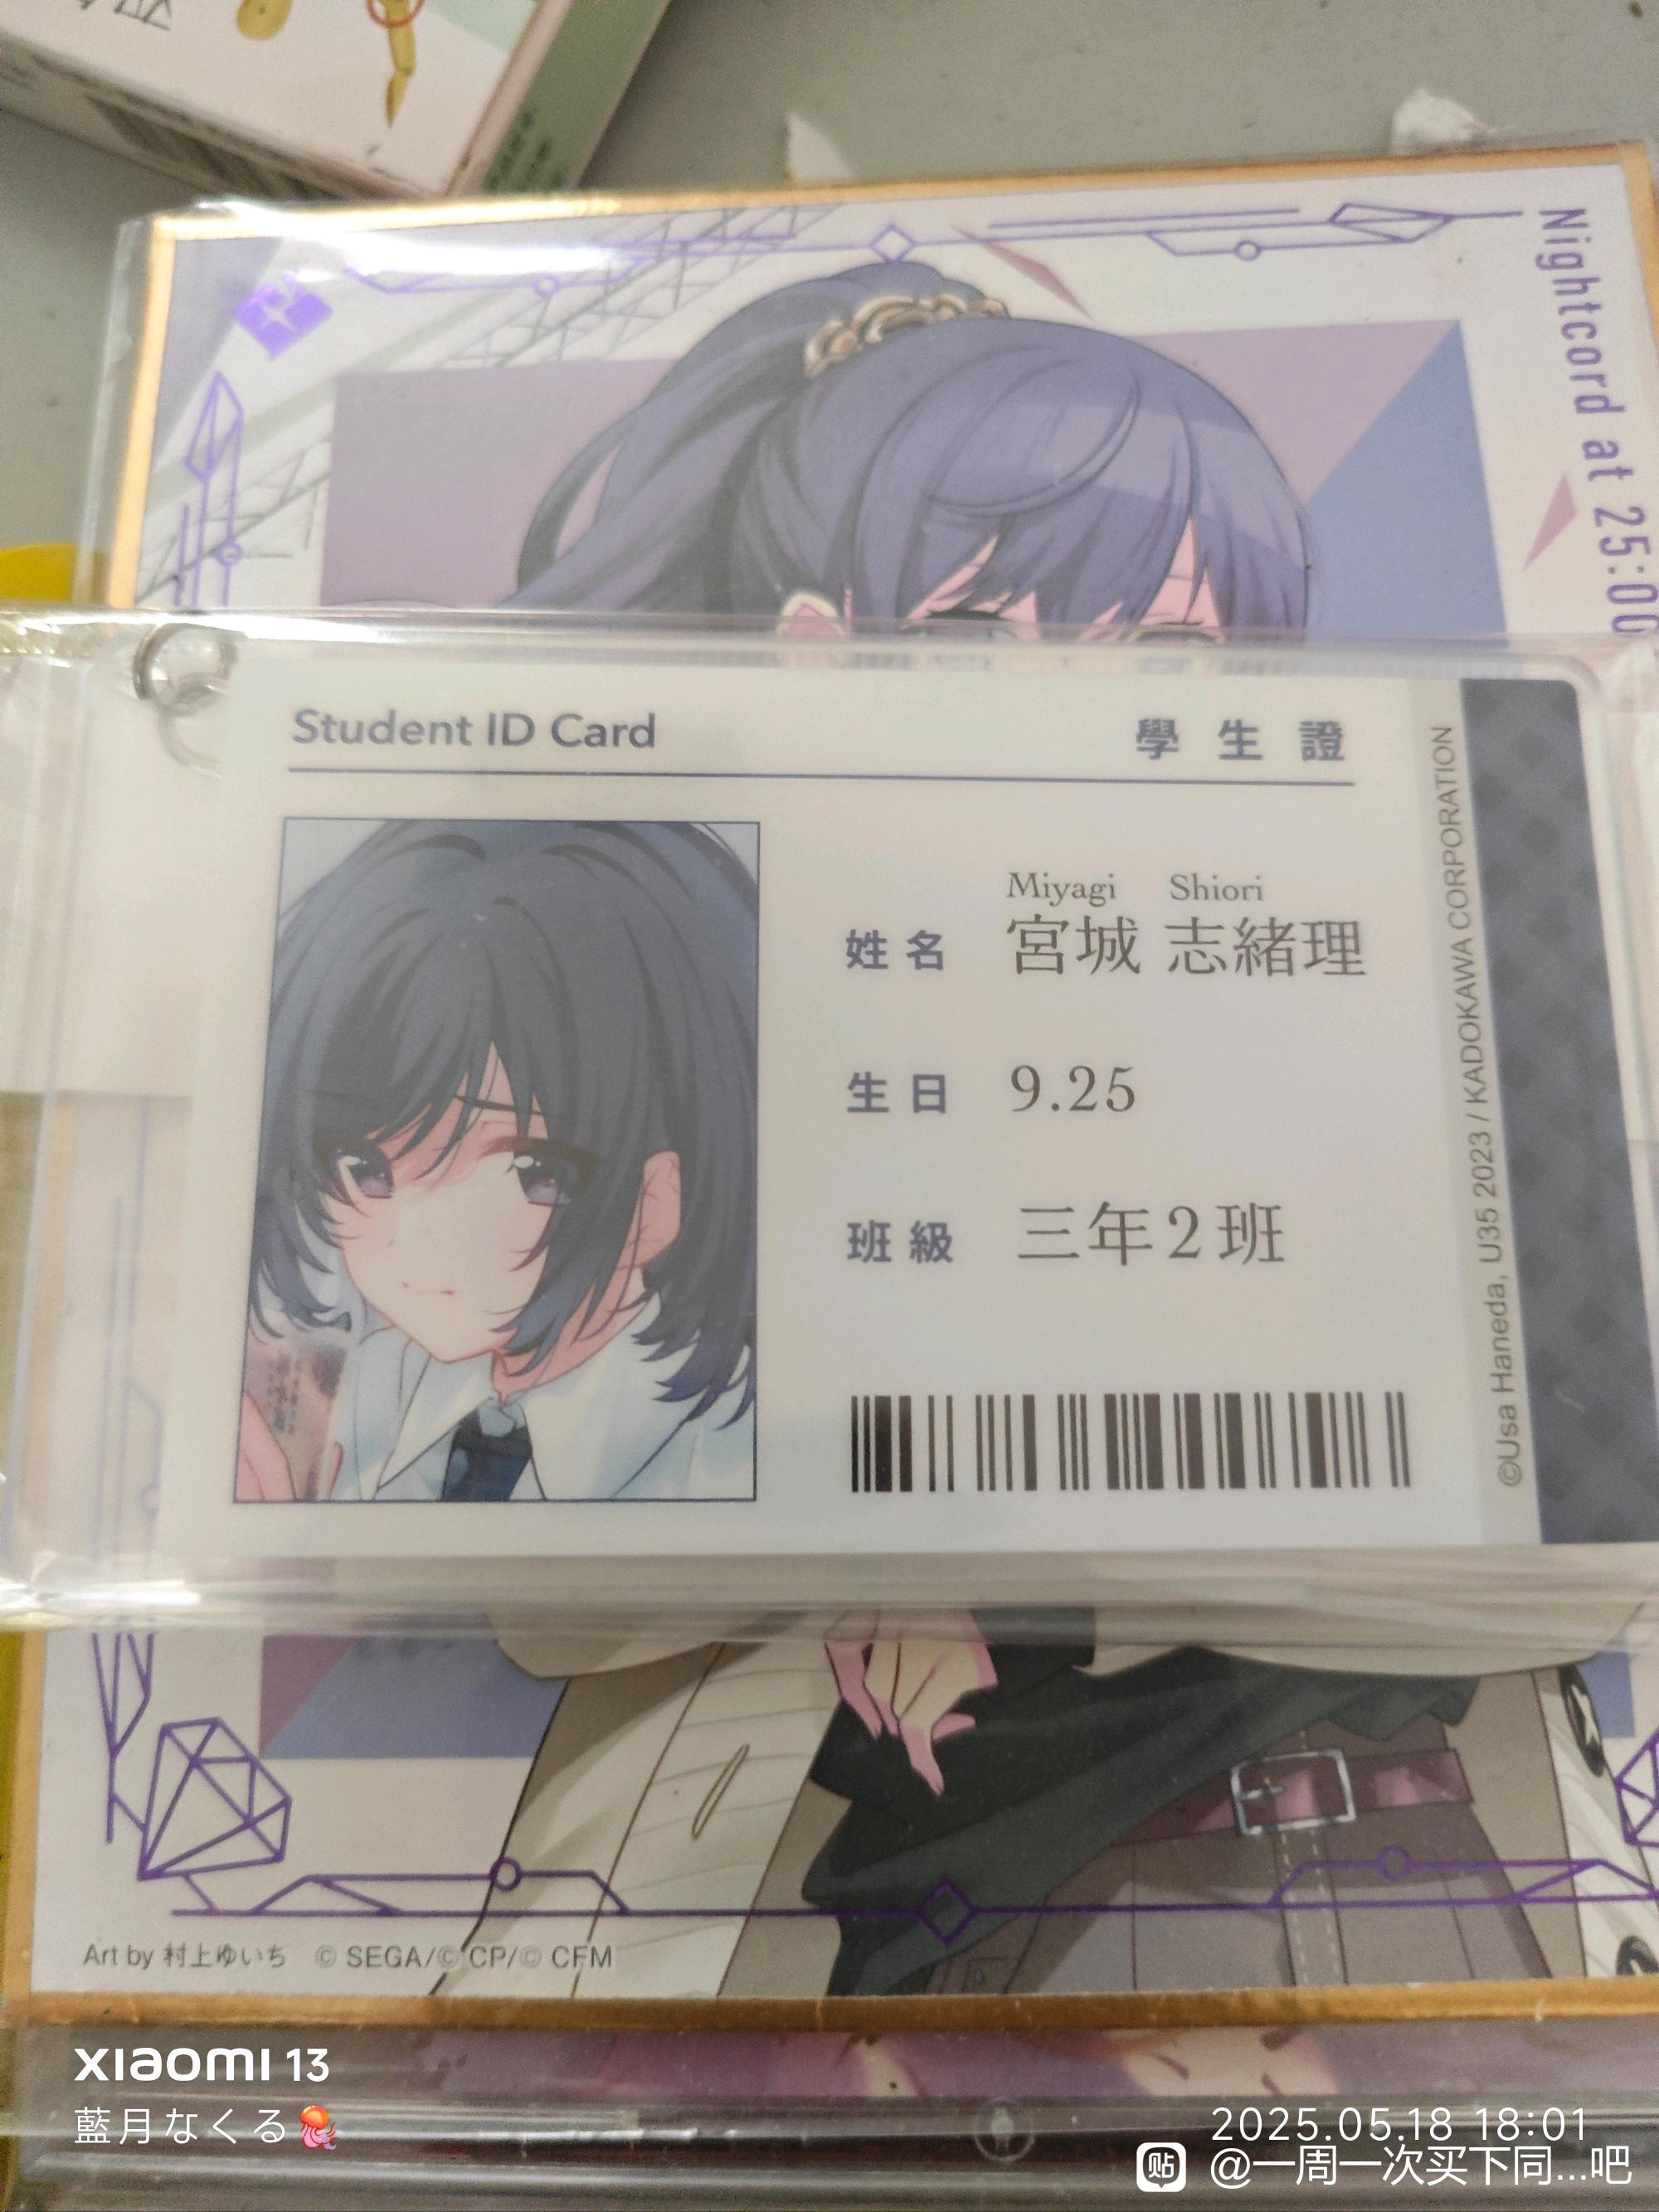 Nightcord at 25:00
Student ID Card
學生證
Miyagi Shiori
姓名 宮城 志緒理
生日 9.25
班級 三年2班
©Usa Haneda, U35 2023 / KADOKAWA CORPORATION
Art by 村上ゆいち © SEGA/© CP/© CFM
xiaomi 13
藍月なくる
2025.05.18 18:01
贴 @一周一次买下同...吧